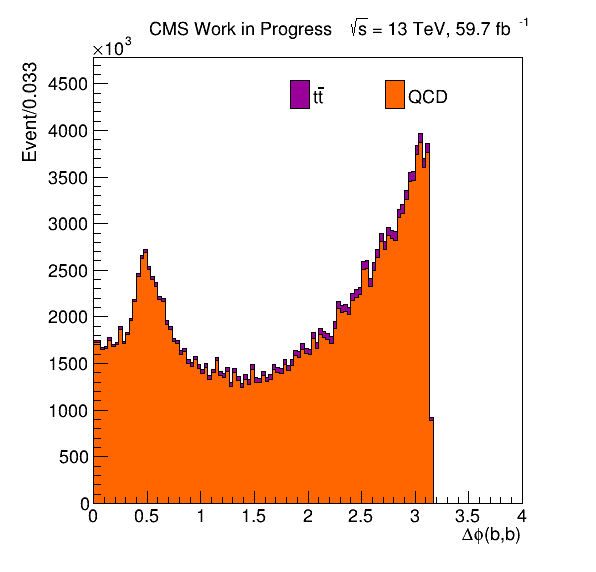 CMS Work in Progress √s = 13 TeV, 59.7 fb⁻¹
×10³
Event/0.033
tt̄
QCD
4500
4000
3500
3000
2500
2000
1500
1000
500
0
0 0.5 1 1.5 2 2.5 3 3.5 4
Δϕ(b,b)